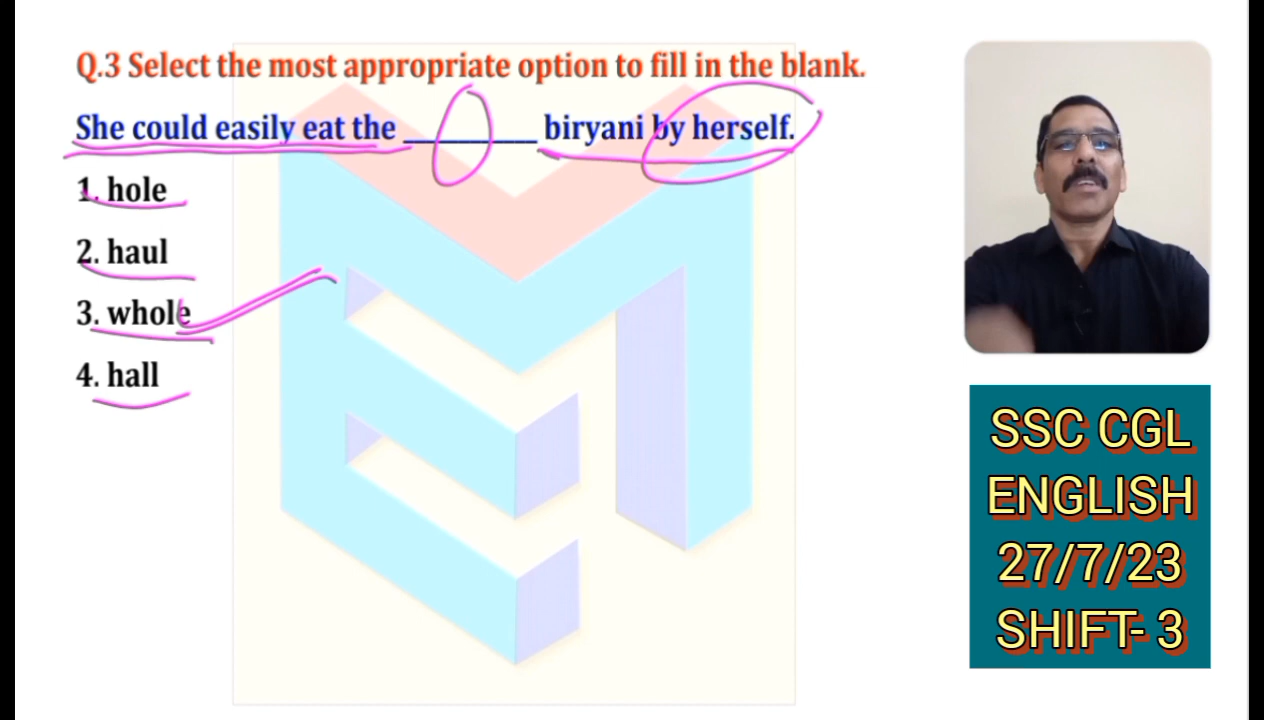 Q.3 Select the most appropriate option to fill in the blank.
She could easily eat the _________ biryani by herself.
1. hole
2. haul
3. whole
4. hall
SSC CGL
ENGLISH
27/7/23
SHIFT- 3